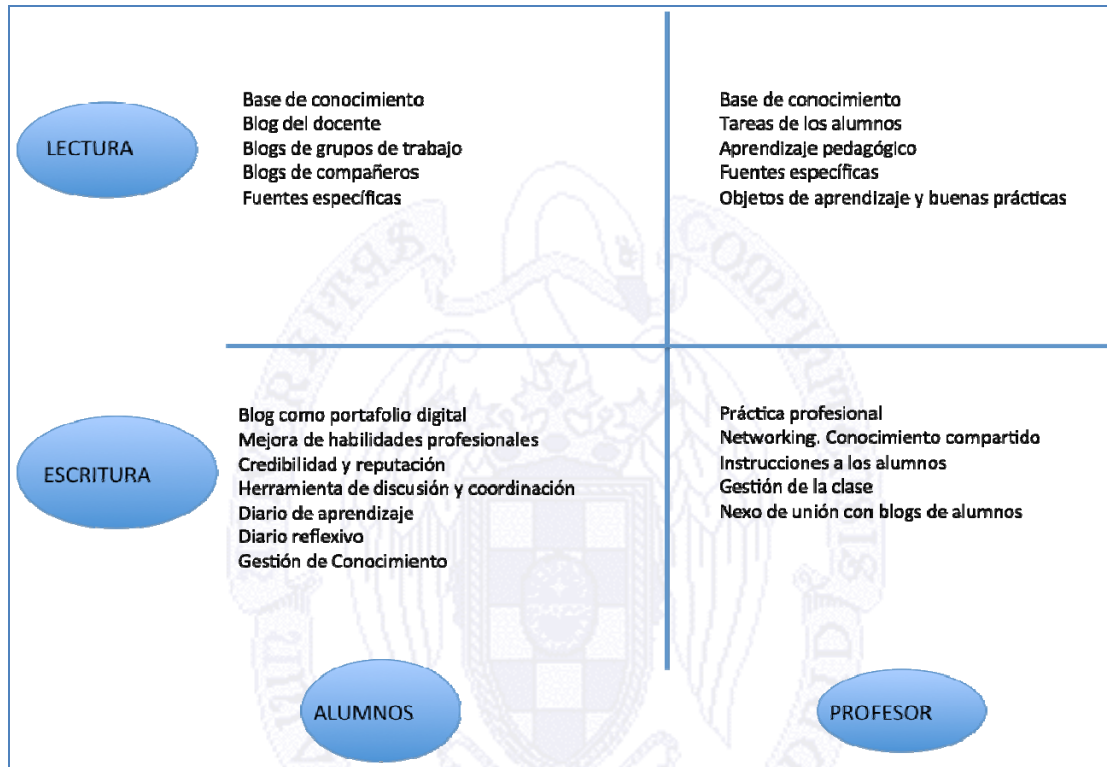 LECTURA
Base de conocimiento
Blog del docente
Blogs de grupos de trabajo
Blogs de compañeros
Fuentes específicas
Base de conocimiento
Tareas de los alumnos
Aprendizaje pedagógico
Fuentes específicas
Objetos de aprendizaje y buenas prácticas
ESCRITURA
Blog como portafolio digital
Mejora de habilidades profesionales
Credibilidad y reputación
Herramienta de discusión y coordinación
Diario de aprendizaje
Diario reflexivo
Gestión de Conocimiento
Práctica profesional
Networking. Conocimiento compartido
Instrucciones a los alumnos
Gestión de la clase
Nexo de unión con blogs de alumnos
ALUMNOS
PROFESOR